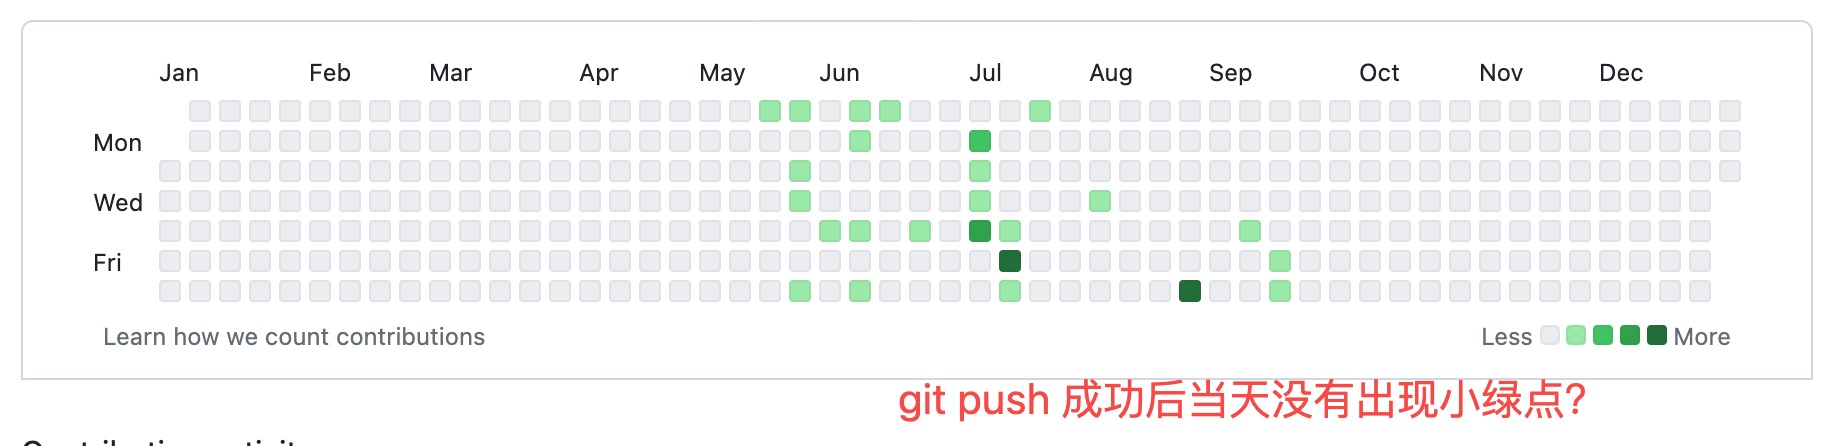 Jan Feb Mar Apr May Jun Jul Aug Sep Oct Nov Dec
Mon
Wed
Fri
Learn how we count contributions
Less More
git push 成功后当天没有出现小绿点?